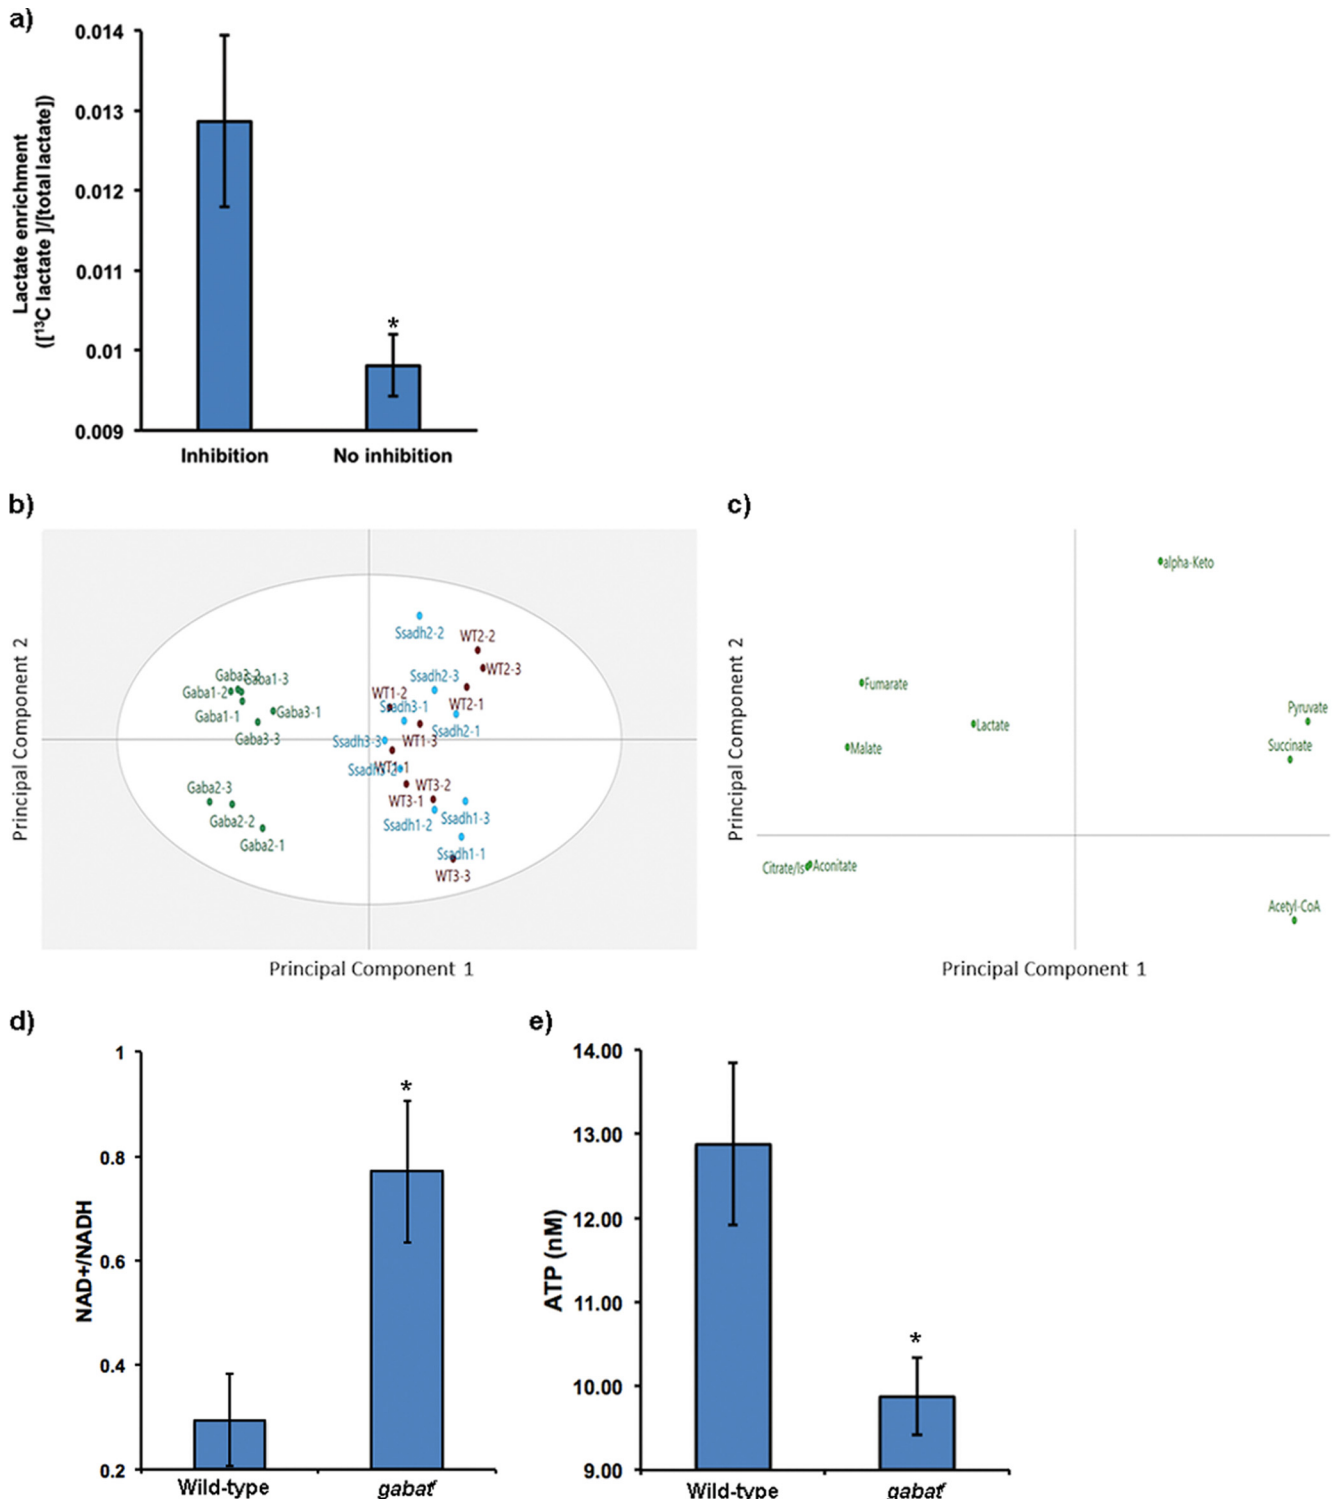 a)
0.014
0.013
0.012
0.011
0.01
0.009
Lactate enrichment
([¹³C lactate ]/[total lactate])
*
Inhibition
No inhibition
b)
Principal Component 2
Ssadh2-2
WT2-2
WT2-3
Ssadh2-3
WT2-1
WT1-2
Ssadh3-1
Ssadh2-1
WT1-3
Ssadh3-3
WT1-1
WT3-2
WT3-1
Ssadh1-3
Ssadh1-2
Ssadh1-1
WT3-3
Gaba1-3
Gaba1-2
Gaba1-1
Gaba3-1
Gaba3-3
Gaba2-3
Gaba2-2
Gaba2-1
Principal Component 1
c)
Principal Component 2
alpha-Keto
Fumarate
Lactate
Pyruvate
Malate
Succinate
Citrate/Is
Aconitate
Acetyl-CoA
Principal Component 1
d)
1
0.8
0.6
0.4
0.2
NAD+/NADH
*
Wild-type
gabatᶠ
e)
14.00
13.00
12.00
11.00
10.00
9.00
ATP (nM)
*
Wild-type
gabatᶠ